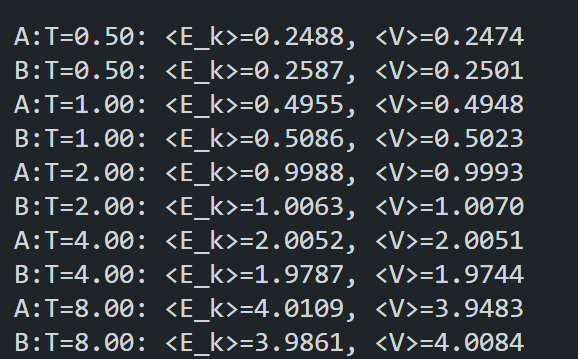 A:T=0.50: <E_k>=0.2488, <V>=0.2474
B:T=0.50: <E_k>=0.2587, <V>=0.2501
A:T=1.00: <E_k>=0.4955, <V>=0.4948
B:T=1.00: <E_k>=0.5086, <V>=0.5023
A:T=2.00: <E_k>=0.9988, <V>=0.9993
B:T=2.00: <E_k>=1.0063, <V>=1.0070
A:T=4.00: <E_k>=2.0052, <V>=2.0051
B:T=4.00: <E_k>=1.9787, <V>=1.9744
A:T=8.00: <E_k>=4.0109, <V>=3.9483
B:T=8.00: <E_k>=3.9861, <V>=4.0084